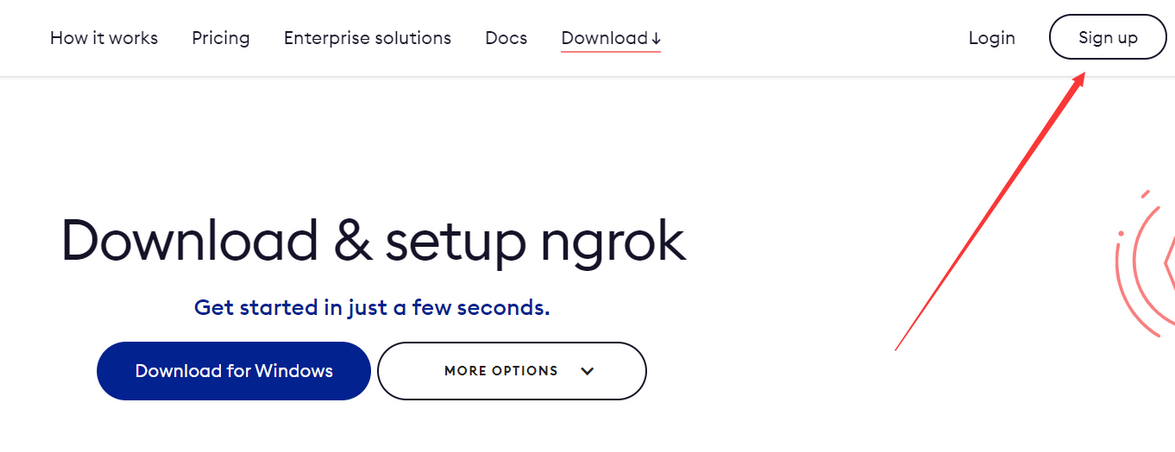 How it works Pricing Enterprise solutions Docs Download↓ Login Sign up
Download & setup ngrok
Get started in just a few seconds.
Download for Windows MORE OPTIONS